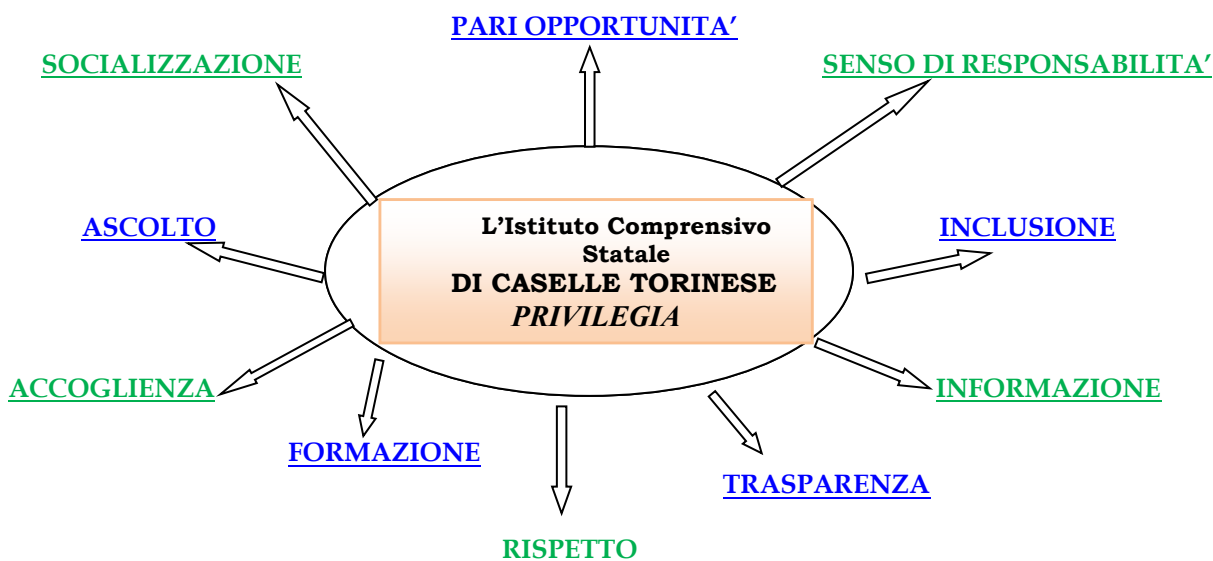 PARI OPPORTUNITA’
SOCIALIZZAZIONE
SENSO DI RESPONSABILITA’
L’Istituto Comprensivo
Statale
DI CASELLE TORINESE
PRIVILEGIA
ASCOLTO
INCLUSIONE
ACCOGLIENZA
INFORMAZIONE
FORMAZIONE
TRASPARENZA
RISPETTO